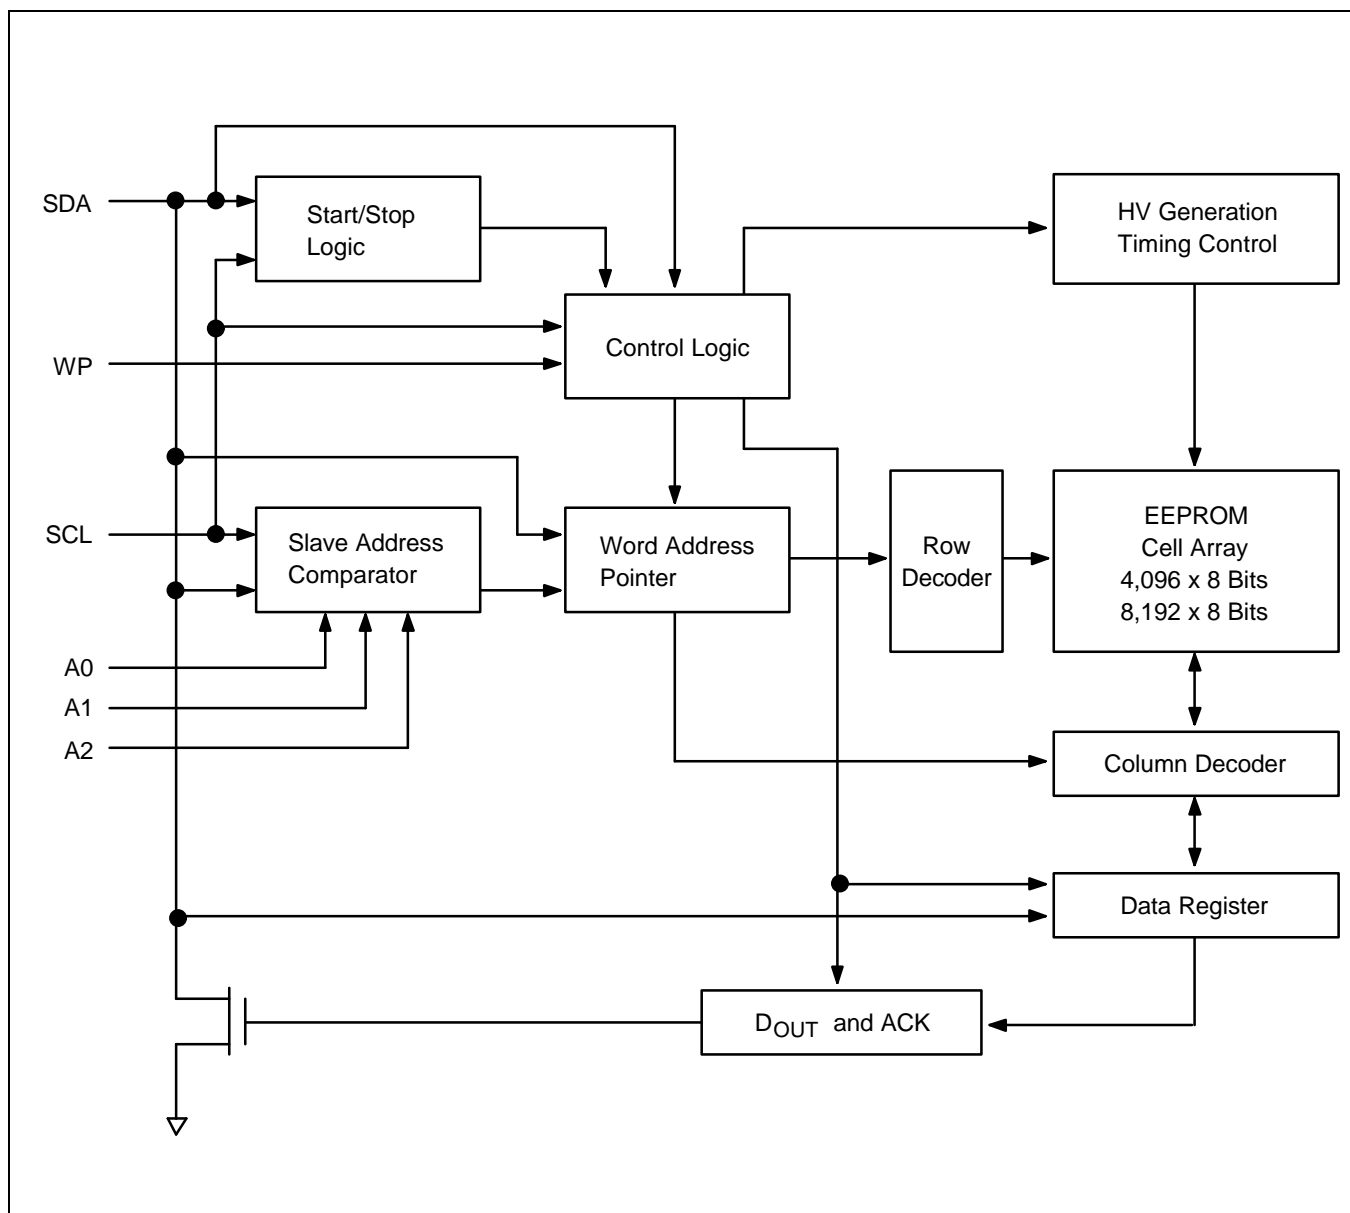 SDA
Start/Stop
Logic
HV Generation
Timing Control
WP
Control Logic
SCL
Slave Address
Comparator
Word Address
Pointer
Row
Decoder
EEPROM
Cell Array
4,096 x 8 Bits
8,192 x 8 Bits
A0
A1
A2
Column Decoder
Data Register
DOUT and ACK